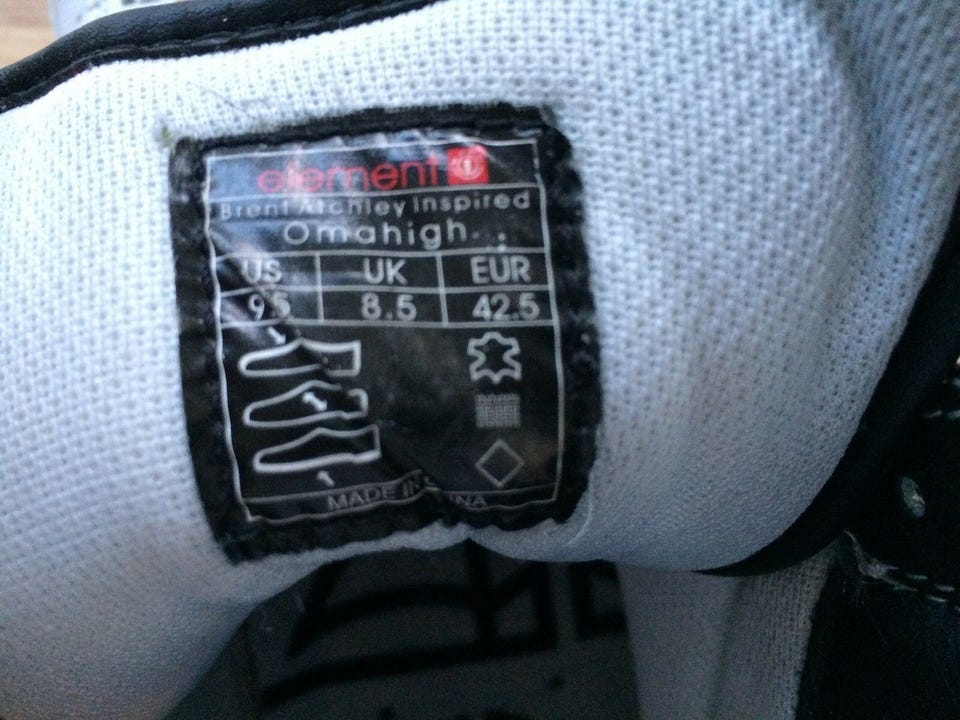 element
Brent Atchley Inspired
Omahigh...
US UK EUR
9.5 8.5 42.5
MADE IN CHINA